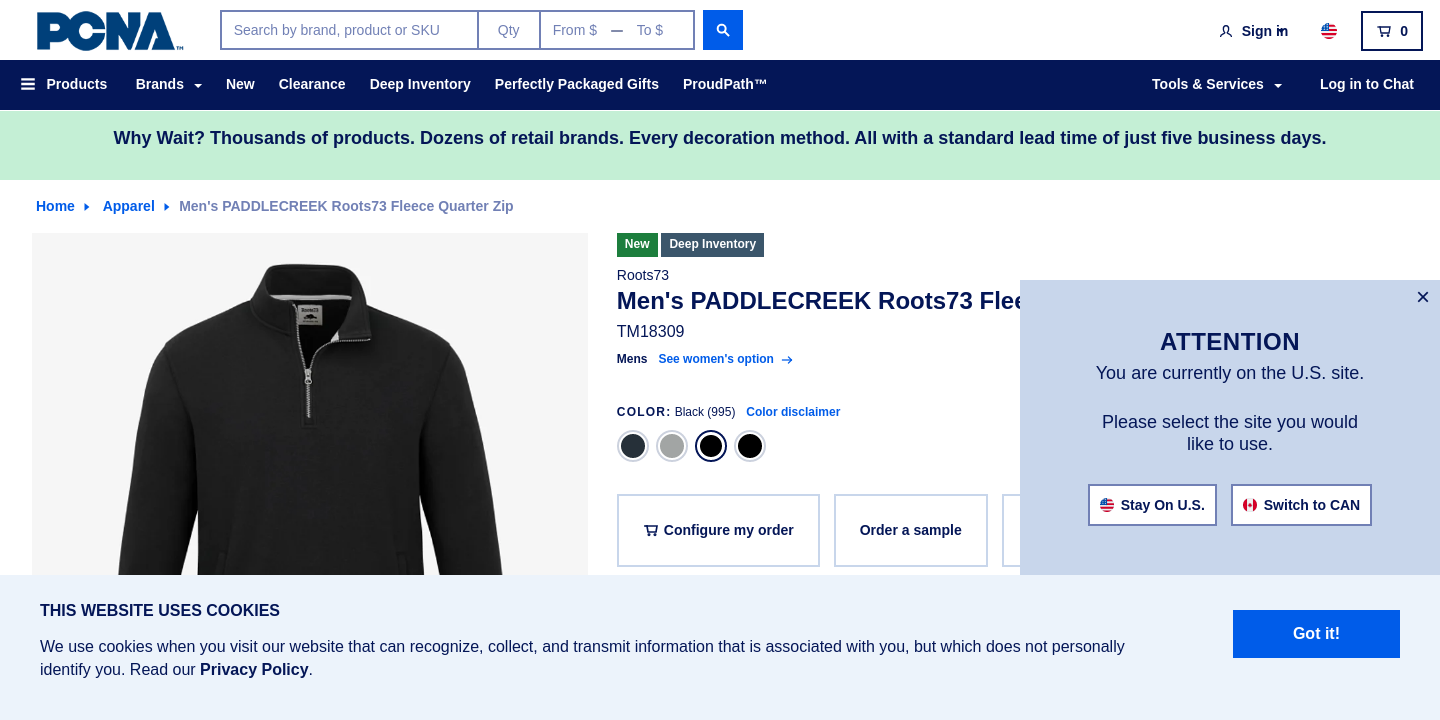 PCNA™
Search by brand, product or SKU
Qty
From $ — To $
Sign in
0
Products
Brands
New
Clearance
Deep Inventory
Perfectly Packaged Gifts
ProudPath™
Tools & Services
Log in to Chat
Why Wait? Thousands of products. Dozens of retail brands. Every decoration method. All with a standard lead time of just five business days.
Home
Apparel
Men's PADDLECREEK Roots73 Fleece Quarter Zip
New
Deep Inventory
Roots73
Men's PADDLECREEK Roots73 Flee
TM18309
Mens See women's option
COLOR: Black (995) Color disclaimer
Configure my order
Order a sample
ATTENTION
You are currently on the U.S. site.
Please select the site you would
like to use.
Stay On U.S.
Switch to CAN
THIS WEBSITE USES COOKIES
We use cookies when you visit our website that can recognize, collect, and transmit information that is associated with you, but which does not personally
identify you. Read our Privacy Policy.
Got it!